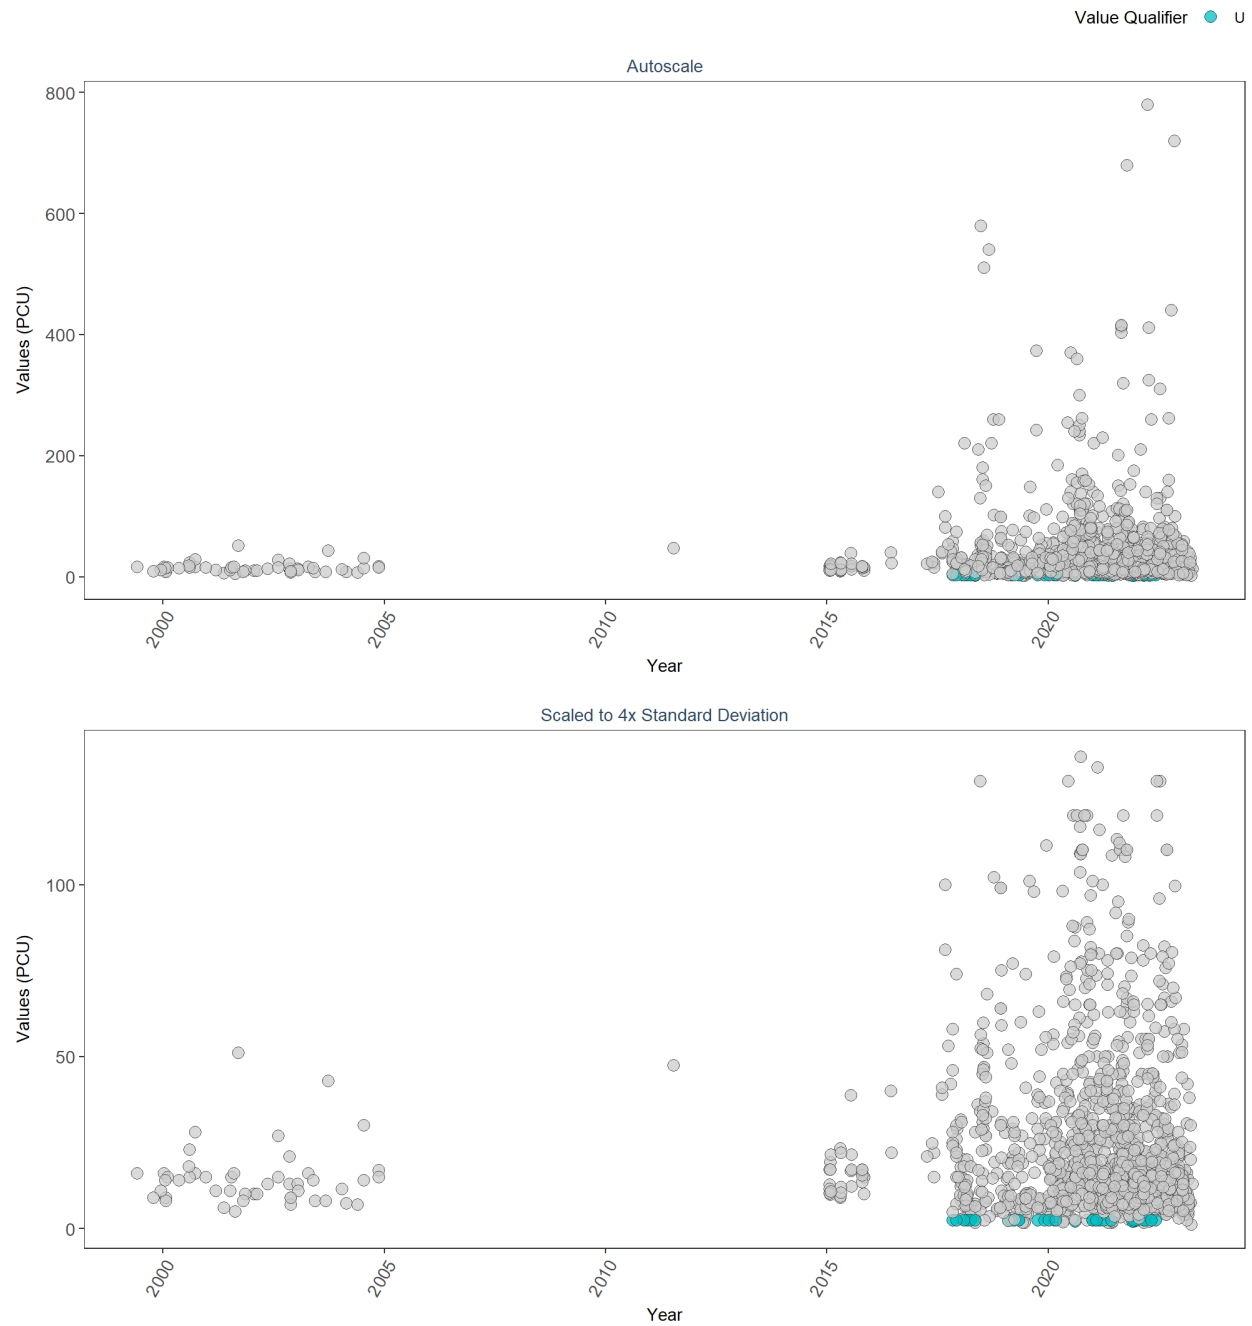 Value Qualifier U
Autoscale
800
600
400
200
0
Values (PCU)
2000 2005 2010 2015 2020
Year
Scaled to 4x Standard Deviation
100
50
0
Values (PCU)
2000 2005 2010 2015 2020
Year